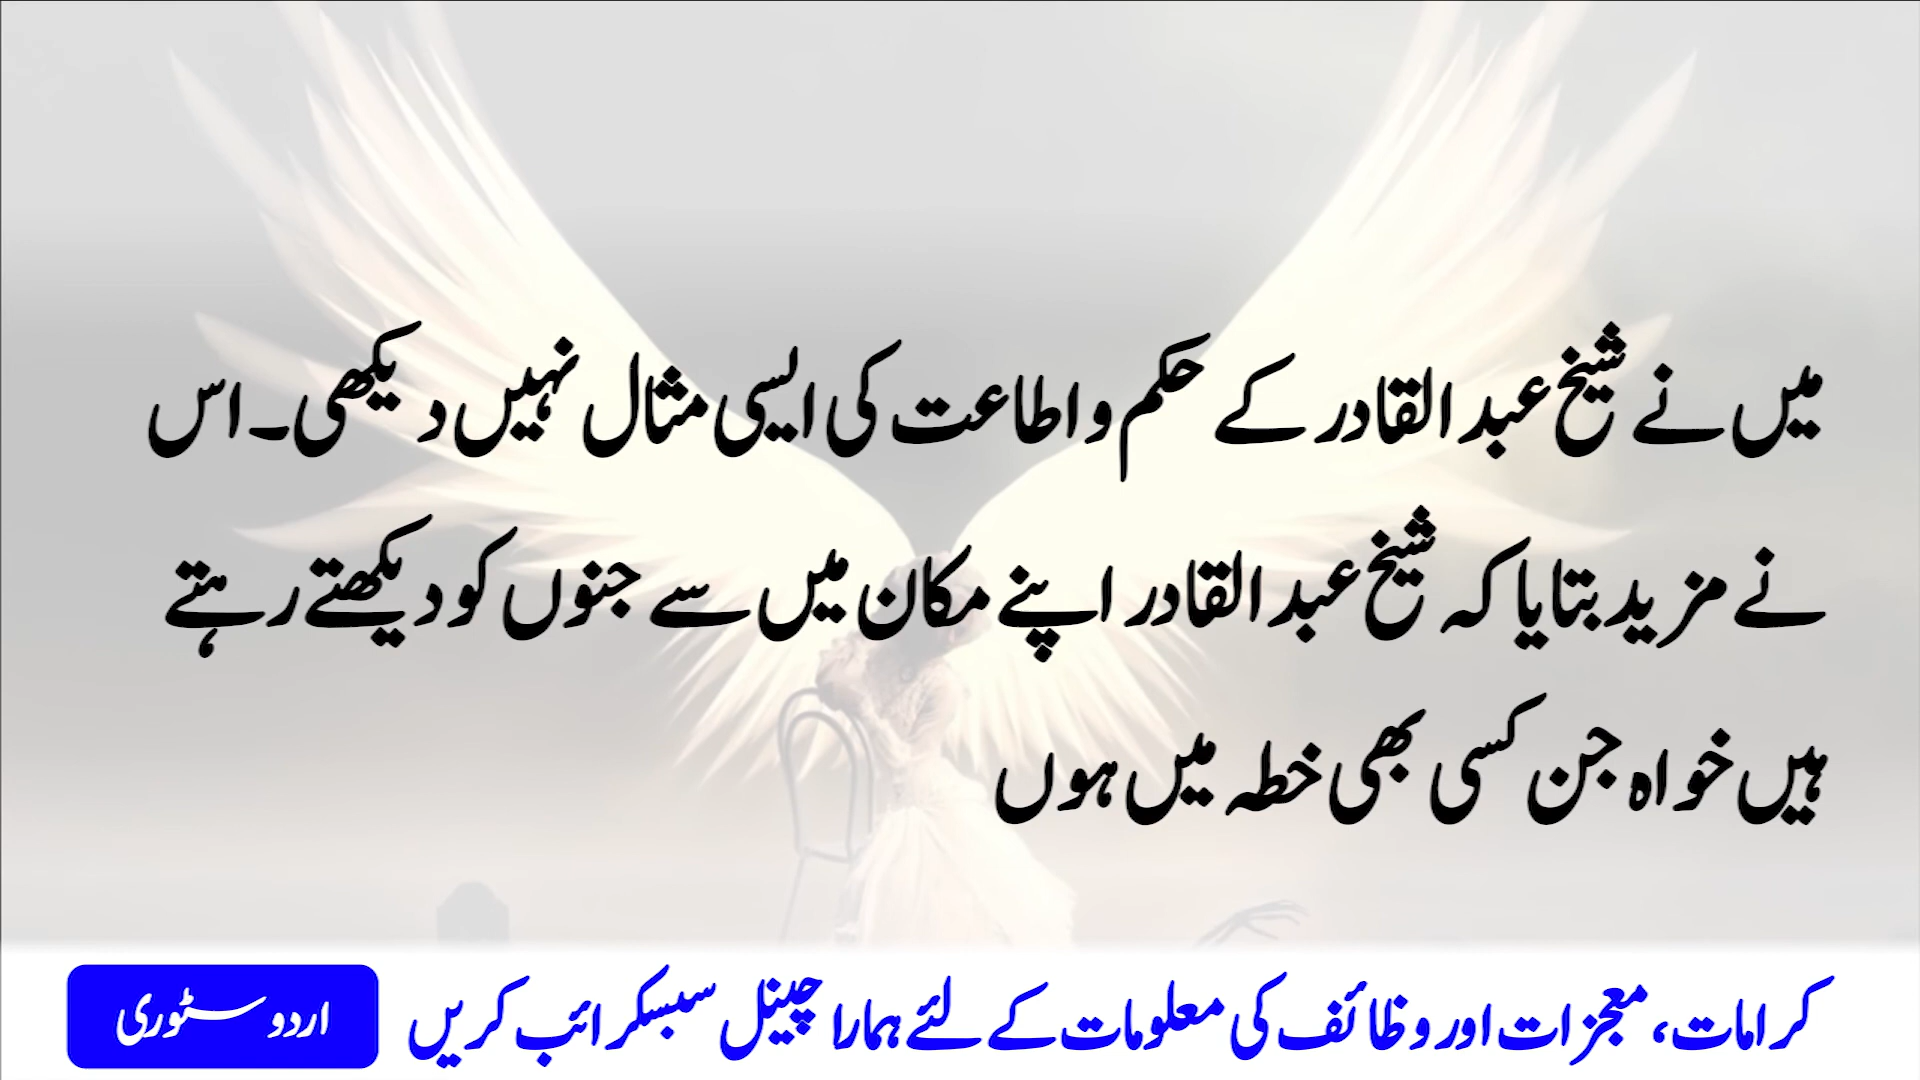 میں نے شیخ عبدالقادر کے حکم و اطاعت کی ایسی مثال نہیں دیکھی۔ اس
نے مزید بتایا کہ شیخ عبدالقادر اپنے مکان میں سے جنوں کو دیکھتے رہتے
ہیں خواہ جن کسی بھی خطہ میں ہوں
کرامات، معجزات اور وظائف کی معلومات کے لئے ہمارا چینل سبسکرائب کریں
اردو سٹوری